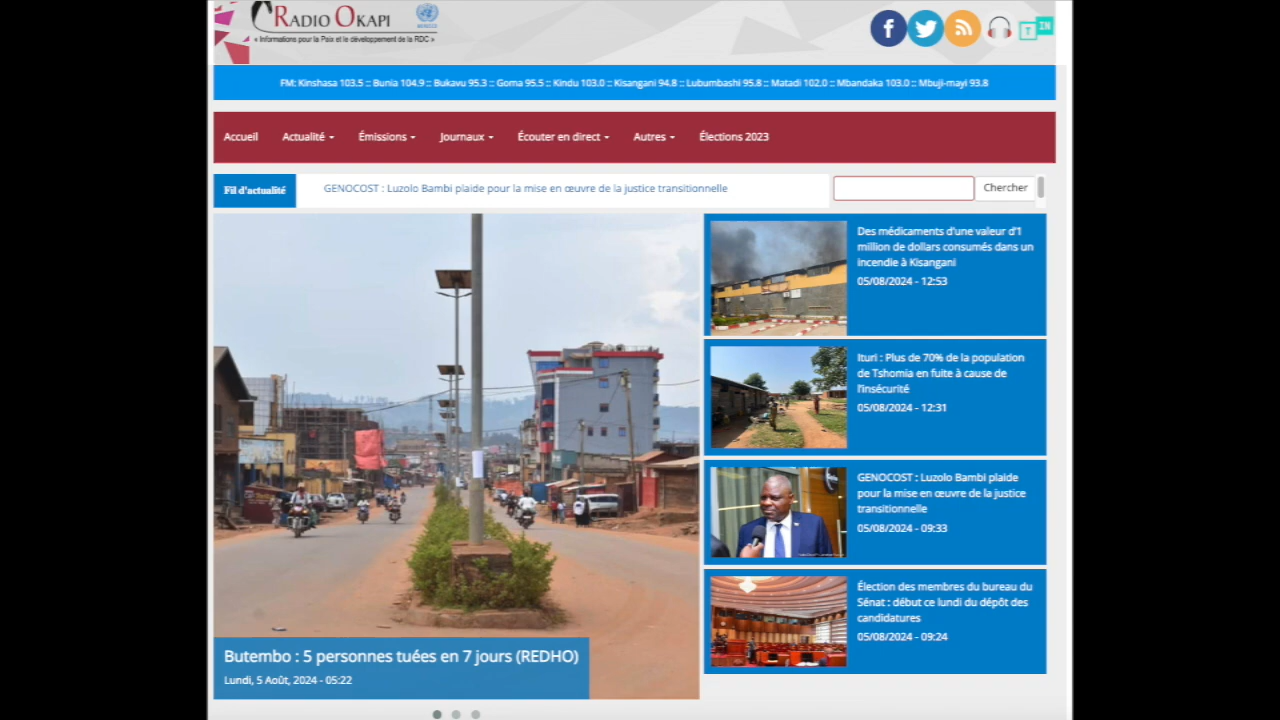 RADIO OKAPI
« Informations pour la Paix et le développement de la RDC »
FM: Kinshasa 103.5 :: Bunia 104.9 :: Bukavu 95.3 :: Goma 95.5 :: Kindu 103.0 :: Kisangani 94.8 :: Lubumbashi 95.8 :: Matadi 102.0 :: Mbandaka 103.0 :: Mbuji-mayi 93.8
Accueil Actualité Émissions Journaux Écouter en direct Autres Élections 2023
Fil d'actualité GENOCOST : Luzolo Bambi plaide pour la mise en œuvre de la justice transitionnelle Chercher
Des médicaments d'une valeur d'1
million de dollars consumés dans un
incendie à Kisangani
05/08/2024 - 12:53
Ituri : Plus de 70% de la population
de Tshomia en fuite à cause de
l'insécurité
05/08/2024 - 12:31
GENOCOST : Luzolo Bambi plaide
pour la mise en œuvre de la justice
transitionnelle
05/08/2024 - 09:33
Élection des membres du bureau du
Sénat : début ce lundi du dépôt des
candidatures
05/08/2024 - 09:24
Butembo : 5 personnes tuées en 7 jours (REDHO)
Lundi, 5 Août, 2024 - 05:22